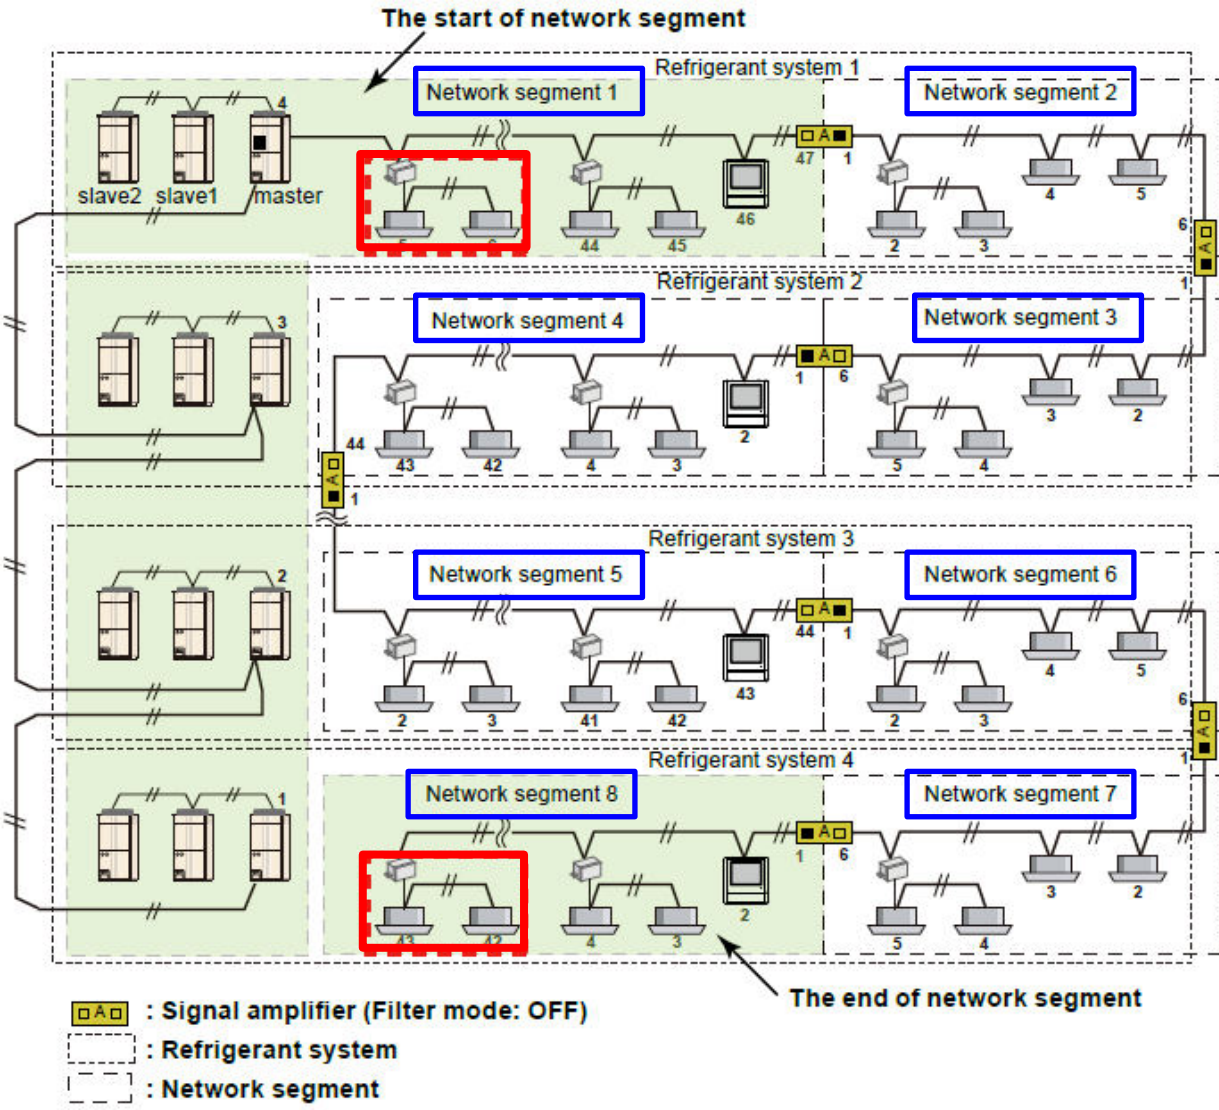 The start of network segment
Refrigerant system 1
Network segment 1
Network segment 2
4
A
47
1
slave2
slave1
master
4
5
46
6
44
45
2
3
A
1
Refrigerant system 2
Network segment 4
Network segment 3
3
A
1
6
3
2
2
44
43
42
4
3
5
4
A
1
Refrigerant system 3
Network segment 5
Network segment 6
2
A
44
1
4
5
43
6
2
3
41
42
2
3
A
1
Refrigerant system 4
Network segment 8
Network segment 7
1
A
1
6
3
2
2
43
42
4
3
5
4
The end of network segment
A : Signal amplifier (Filter mode: OFF)
: Refrigerant system
: Network segment